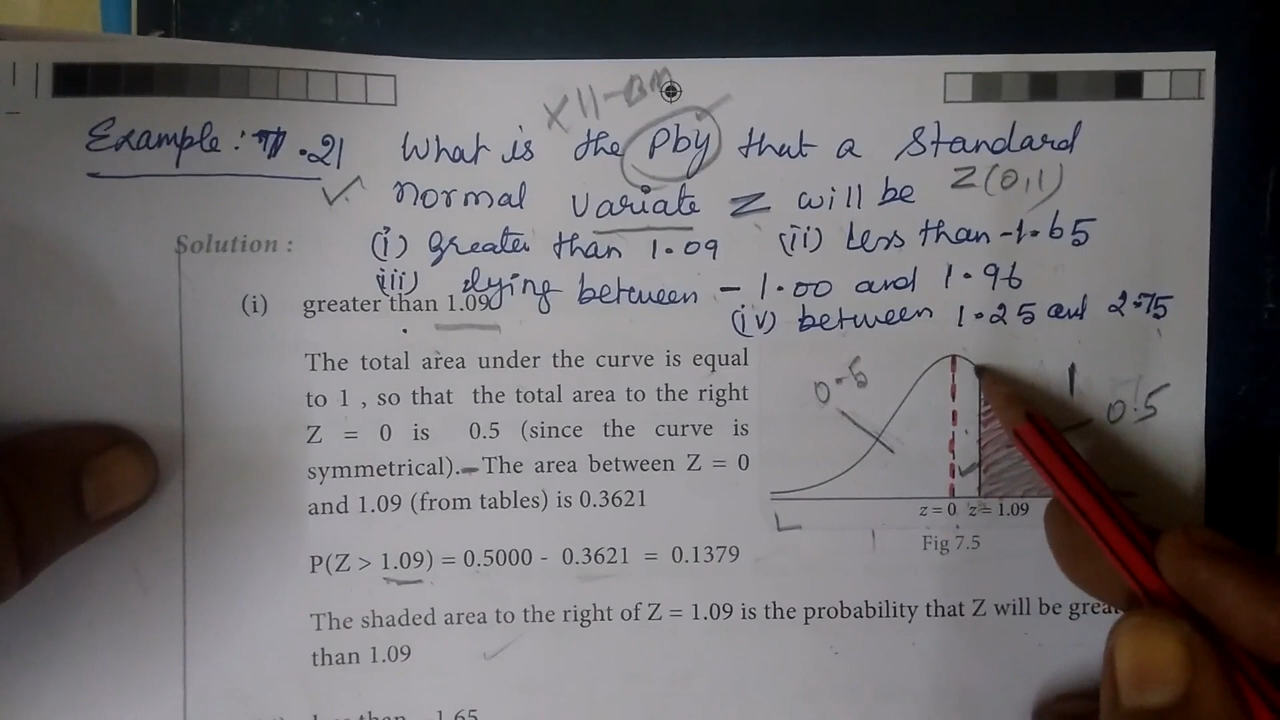 XII-BM
Example: 7.21 What is the Pby that a standard
normal variate Z will be Z(0,1)
Solution : (i) greater than 1.09 (ii) Less than -1.65
(iii) lying between - 1.00 and 1.96
(i) greater than 1.09 (iv) between 1.25 and 2.75
The total area under the curve is equal
to 1 , so that the total area to the right
Z = 0 is 0.5 (since the curve is
symmetrical). The area between Z = 0
and 1.09 (from tables) is 0.3621
0.5
0.5
z = 0 z = 1.09
Fig 7.5
P(Z > 1.09) = 0.5000 - 0.3621 = 0.1379
The shaded area to the right of Z = 1.09 is the probability that Z will be grea
than 1.09
1.65